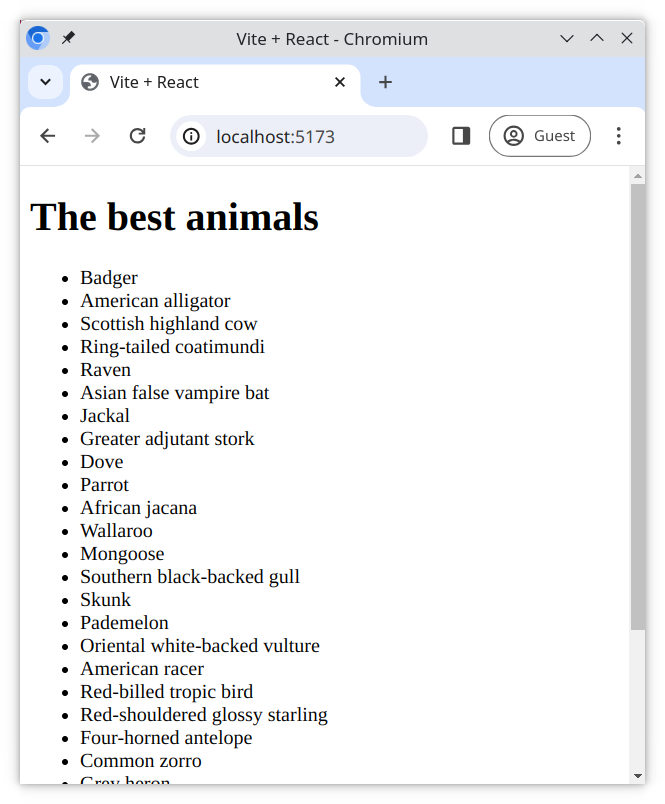 Vite + React - Chromium
Vite + React
localhost:5173
Guest
The best animals
Badger
American alligator
Scottish highland cow
Ring-tailed coatimundi
Raven
Asian false vampire bat
Jackal
Greater adjutant stork
Dove
Parrot
African jacana
Wallaroo
Mongoose
Southern black-backed gull
Skunk
Pademelon
Oriental white-backed vulture
American racer
Red-billed tropic bird
Red-shouldered glossy starling
Four-horned antelope
Common zorro
Grey heron